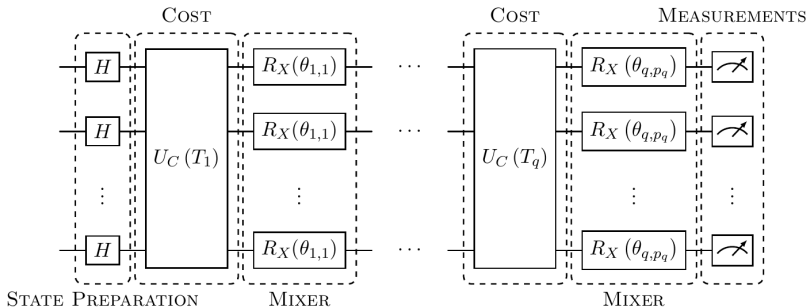 COST COST MEASUREMENTS
H R_X(θ_{1,1}) ··· R_X(θ_{q,p_q})
H R_X(θ_{1,1}) ··· R_X(θ_{q,p_q})
U_C(T_1) U_C(T_q)
⋮ ⋮ ⋮ ⋮
H R_X(θ_{1,1}) ··· R_X(θ_{q,p_q})
STATE PREPARATION MIXER MIXER